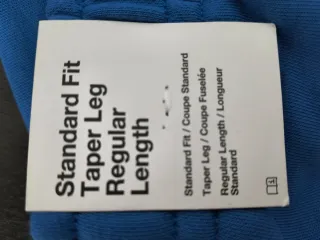 Standard Fit
Taper Leg
Regular
Length
Standard Fit / Coupe Standard
Taper Leg / Coupe Fuselée
Regular Length / Longueur
Standard